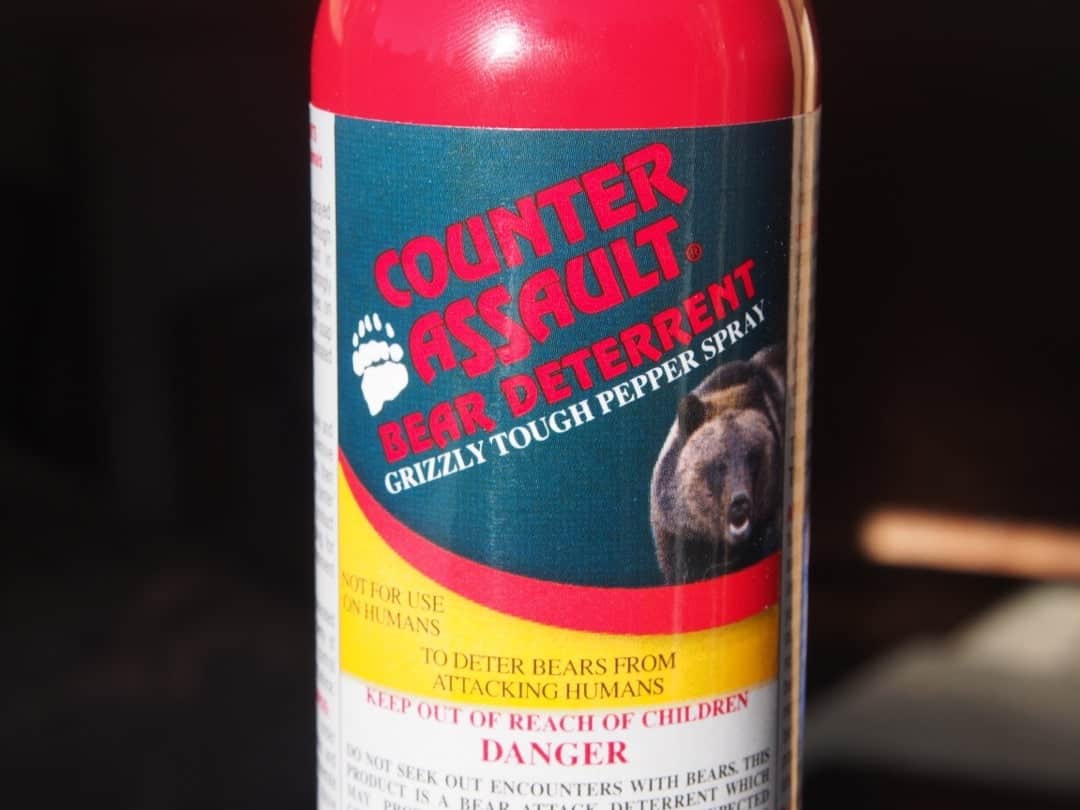 COUNTER
ASSAULT®
BEAR DETERRENT
GRIZZLY TOUGH PEPPER SPRAY
NOT FOR USE
ON HUMANS
TO DETER BEARS FROM
ATTACKING HUMANS
KEEP OUT OF REACH OF CHILDREN
DANGER
DO NOT SEEK OUT ENCOUNTERS WITH BEARS. THIS
PRODUCT IS A BEAR ATTACK DETERRENT WHICH
MAY